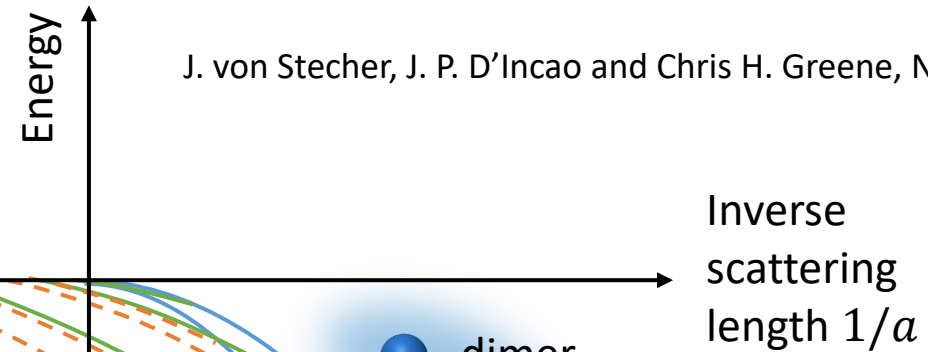 Energy
J. von Stecher, J. P. D’Incao and Chris H. Greene,
Inverse
scattering
length 1/a
dimer